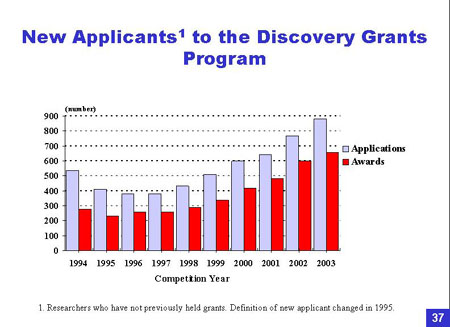 New Applicants1 to the Discovery Grants
Program
(number)
900
800
700
600
500
400
300
200
100
0
Applications
Awards
1994 1995 1996 1997 1998 1999 2000 2001 2002 2003
Competition Year
1. Researchers who have not previously held grants. Definition of new applicant changed in 1995.
37